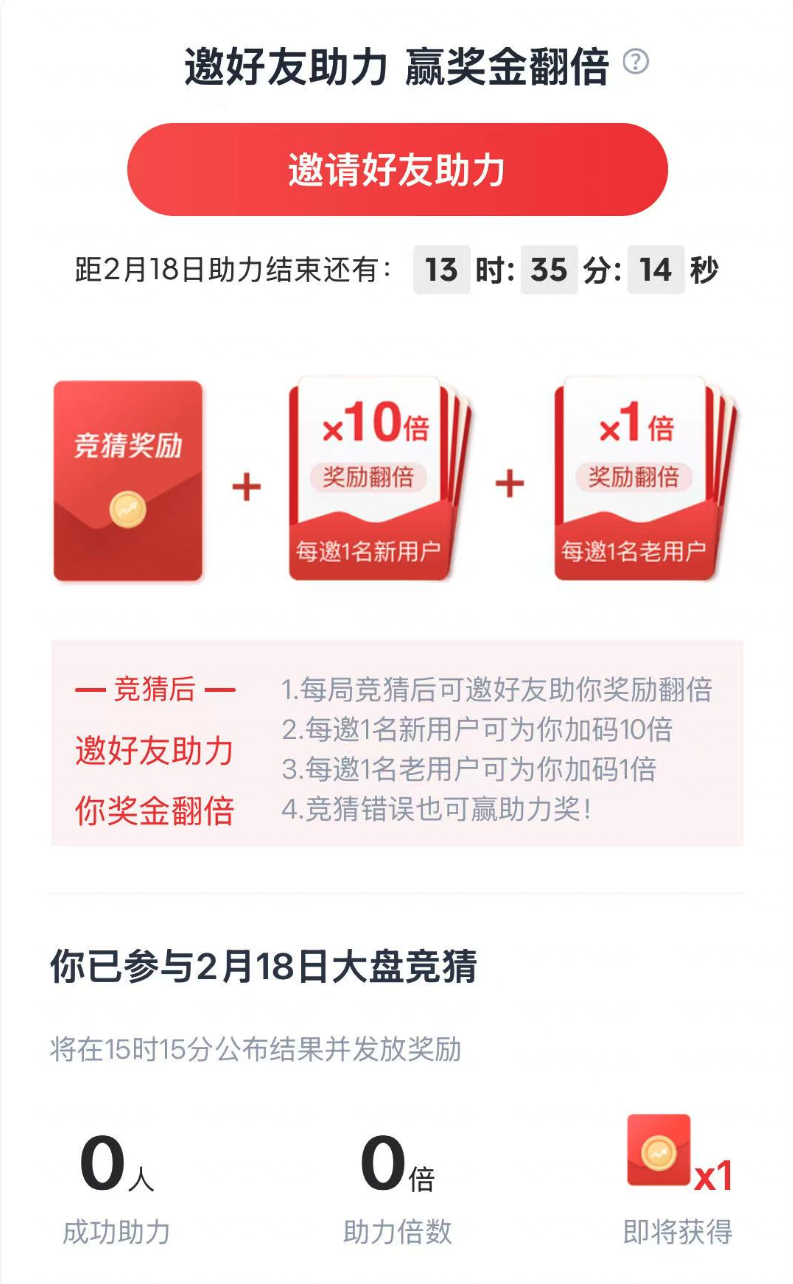 邀好友助力 赢奖金翻倍 ?
邀请好友助力
距2月18日助力结束还有： 13 时: 35 分: 14 秒
竞猜奖励
+
x10倍
奖励翻倍
每邀1名新用户
+
x1倍
奖励翻倍
每邀1名老用户
竞猜后
邀好友助力
你奖金翻倍
1.每局竞猜后可邀好友助你奖励翻倍
2.每邀1名新用户可为你加码10倍
3.每邀1名老用户可为你加码1倍
4.竞猜错误也可赢助力奖！
你已参与2月18日大盘竞猜
将在15时15分公布结果并发放奖励
0人
成功助力
0倍
助力倍数
x1
即将获得